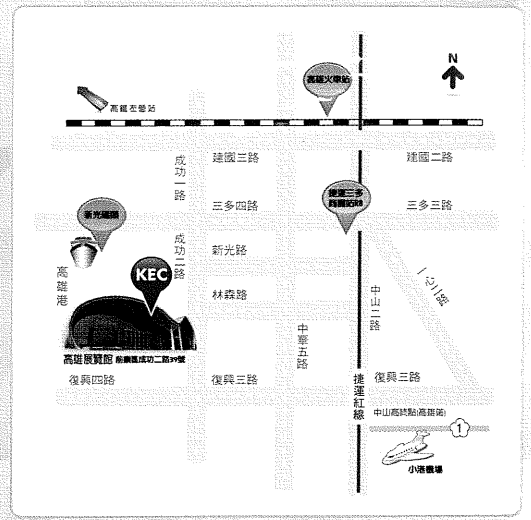 N
高雄火車站
高鐵左營站
建國三路
建國二路
成功一路
三多四路
捷運三多
三多三路
新光碼頭
成功二路
新光路
KEC
高雄港
林森路
一心二路
中山二路
中華五路
高雄展覽館 前鎮區成功二路39號
復興四路
復興三路
捷運紅線
復興三路
中山高終點(高雄端)
1
小港機場